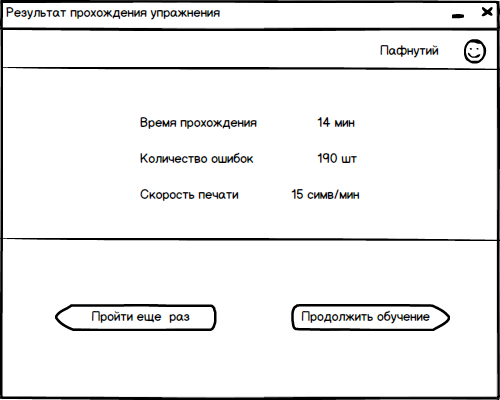 Результат прохождения упражнения
Пафнутий
Время прохождения 14 мин
Количество ошибок 190 шт
Скорость печати 15 симв/мин
Пройти еще раз
Продолжить обучение